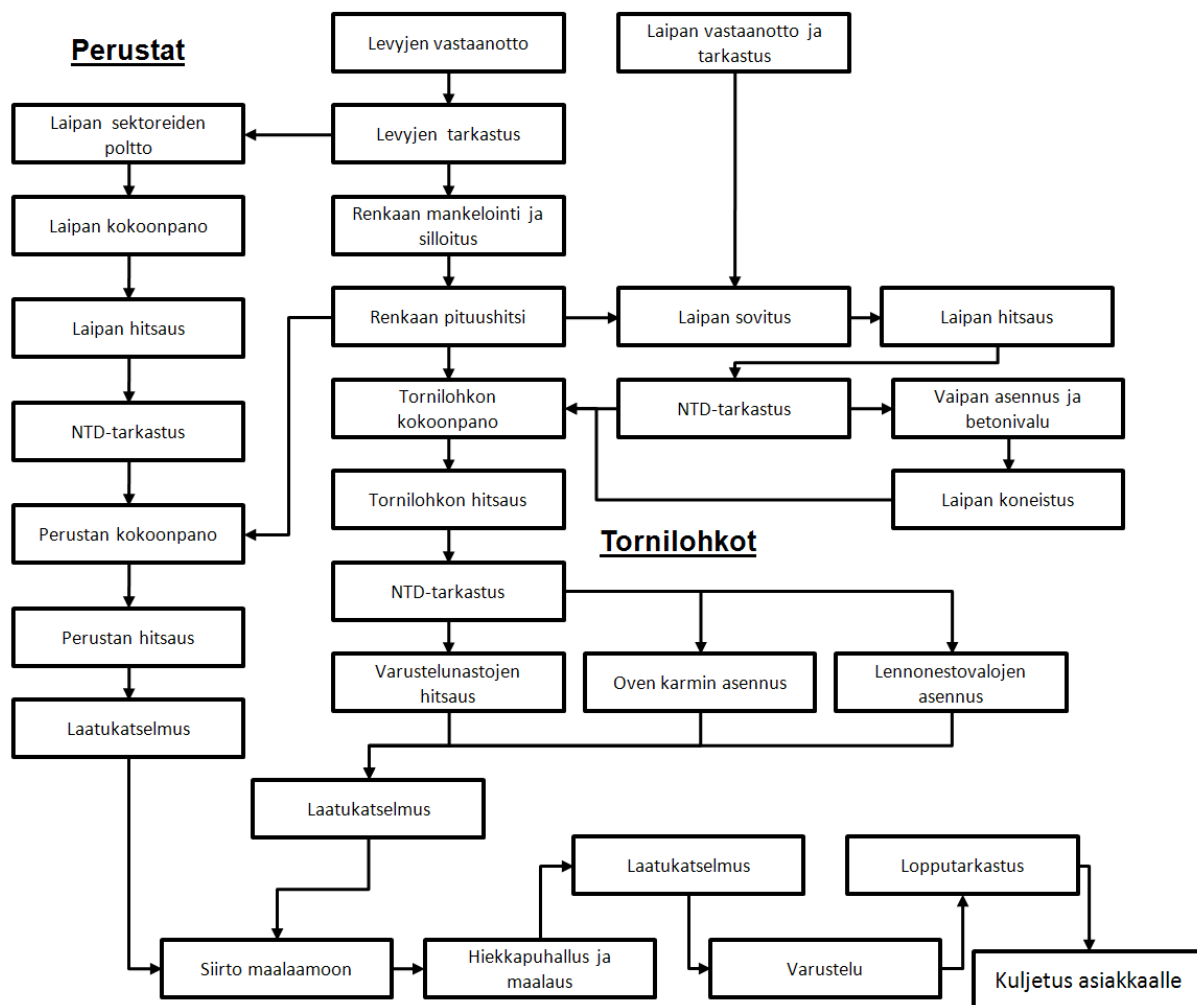 Perustat
Levyjen vastaanotto
Laipan vastaanotto ja
tarkastus
Laipan sektoreiden
poltto
Levyjen tarkastus
Laipan kokoonpano
Renkaan mankelointi ja
silloitus
Laipan hitsaus
Renkaan pituushitsi
Laipan sovitus
Laipan hitsaus
NTD-tarkastus
Tornilohkon
kokoonpano
NTD-tarkastus
Vaipan asennus ja
betonivalu
Perustan kokoonpano
Tornilohkon hitsaus
Laipan koneistus
Tornilohkot
NTD-tarkastus
Perustan hitsaus
Varustelunastojen
hitsaus
Oven karmin asennus
Lennonestovalojen
asennus
Laatukatselmus
Laatukatselmus
Laatukatselmus
Lopputarkastus
Siirto maalaamoon
Hiekkapuhallus ja
maalaus
Varustelu
Kuljetus asiakkaalle